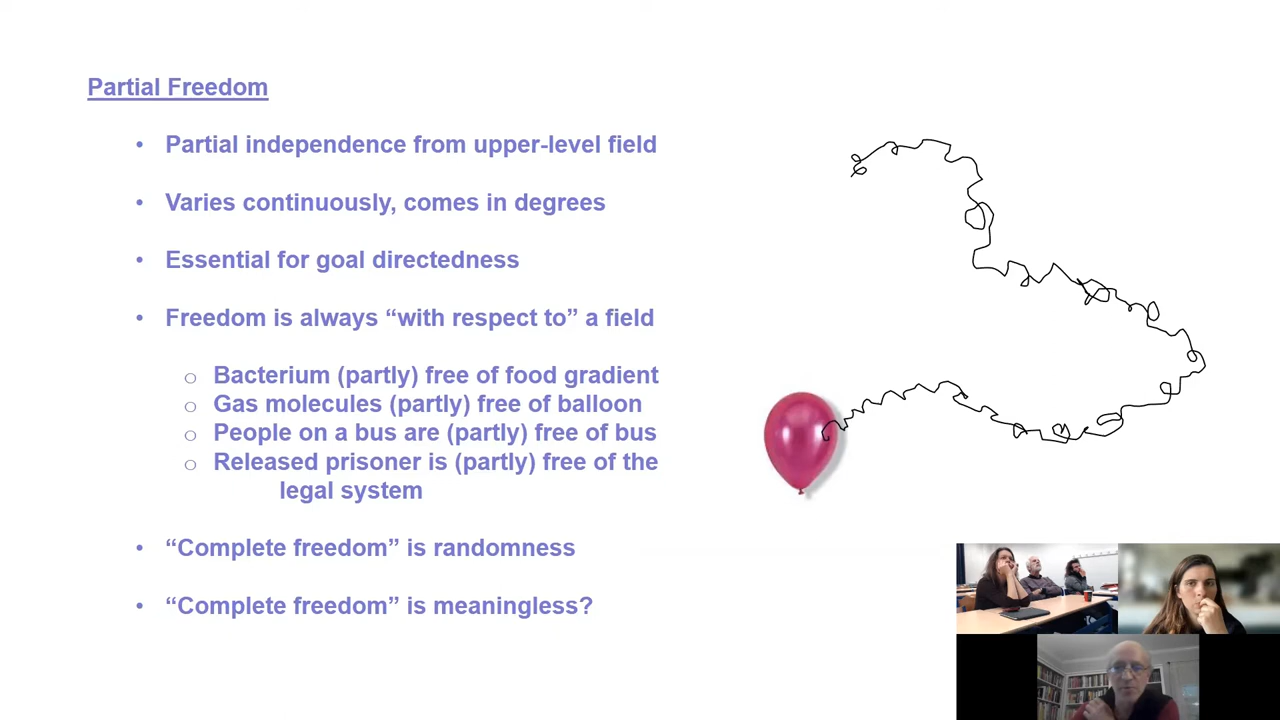 Partial Freedom
• Partial independence from upper-level field
• Varies continuously, comes in degrees
• Essential for goal directedness
• Freedom is always “with respect to” a field
o Bacterium (partly) free of food gradient
o Gas molecules (partly) free of balloon
o People on a bus are (partly) free of bus
o Released prisoner is (partly) free of the
legal system
• “Complete freedom” is randomness
• “Complete freedom” is meaningless?